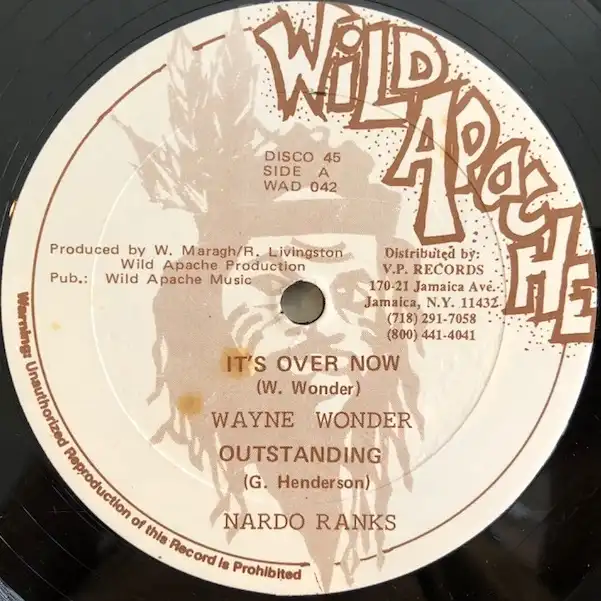 WILD
APACHE
DISCO 45
SIDE A
WAD 042
Produced by W. Maragh/R. Livingston
Wild Apache Production
Pub.: Wild Apache Music
Distributed by:
V.P. RECORDS
170-21 Jamaica Ave.
Jamaica, N.Y. 11432
(718) 291-7058
(800) 441-4041
IT'S OVER NOW
(W. Wonder)
WAYNE WONDER
OUTSTANDING
(G. Henderson)
NARDO RANKS
Warning: Unauthorized Reproduction of this Record is Prohibited